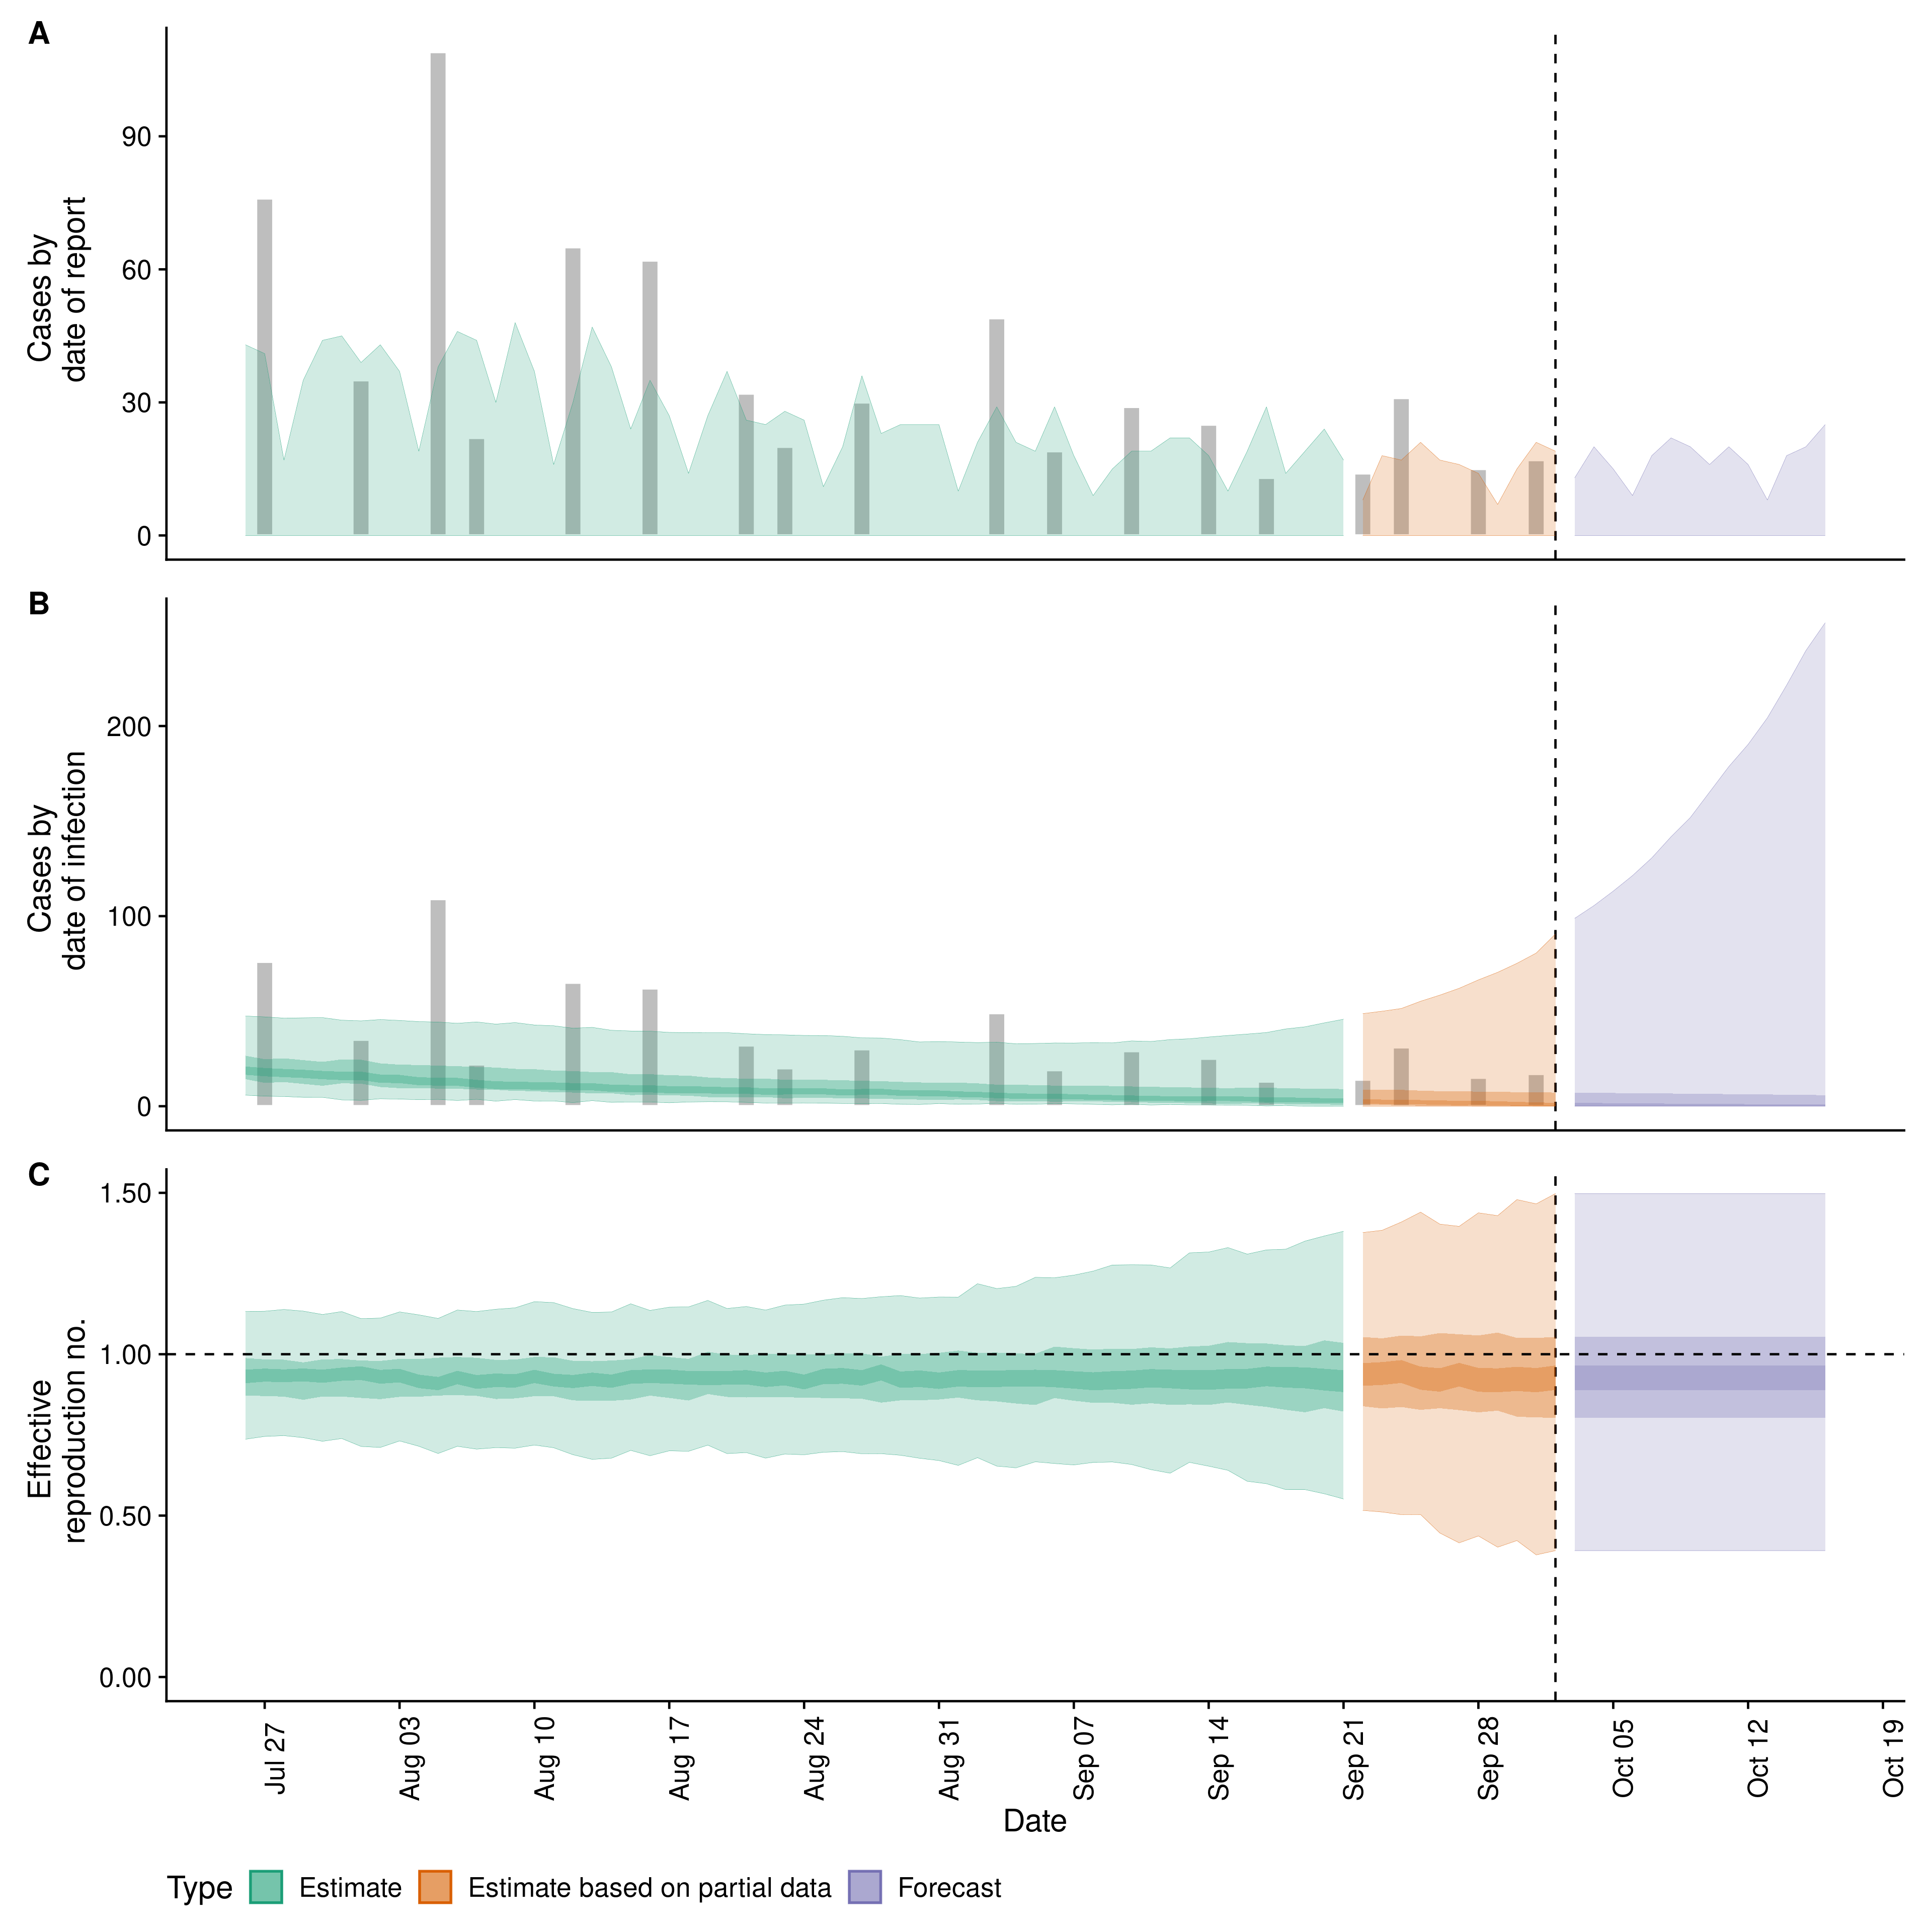 A
Cases by
date of report
90
60
30
0
B
Cases by
date of infection
200
100
0
C
Effective
reproduction no.
1.50
1.00
0.50
0.00
Jul 27
Aug 03
Aug 10
Aug 17
Aug 24
Aug 31
Sep 07
Sep 14
Sep 21
Sep 28
Oct 05
Oct 12
Oct 19
Date
Type Estimate Estimate based on partial data Forecast